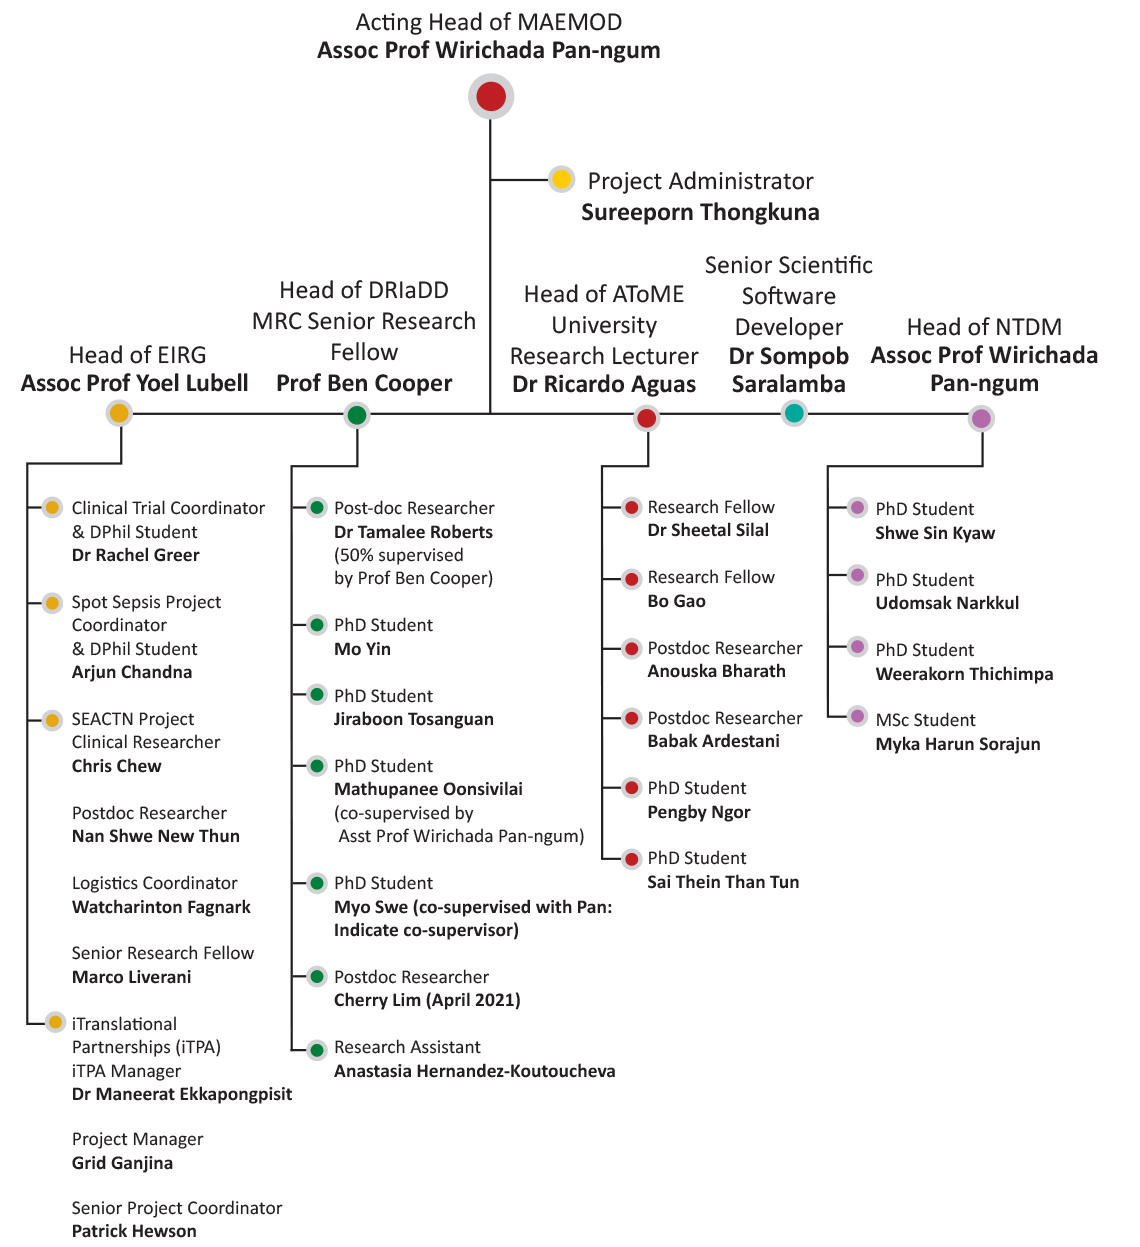 Acting Head of MAEMOD
Assoc Prof Wirichada Pan-ngum
Project Administrator
Sureeporn Thongkuna
Head of EIRG
Assoc Prof Yoel Lubell
Head of DRIaDD
MRC Senior Research
Fellow
Prof Ben Cooper
Head of AToME
University
Research Lecturer
Dr Ricardo Aguas
Senior Scientific
Software
Developer
Dr Sompob
Saralamba
Head of NTDM
Assoc Prof Wirichada
Pan-ngum
Clinical Trial Coordinator
& DPhil Student
Dr Rachel Greer
Spot Sepsis Project
Coordinator
& DPhil Student
Arjun Chandna
SEACTN Project
Clinical Researcher
Chris Chew
Postdoc Researcher
Nan Shwe New Thun
Logistics Coordinator
Watcharinton Fagnark
Senior Research Fellow
Marco Liverani
iTranslational
Partnerships (iTPA)
iTPA Manager
Dr Maneerat Ekkapongpisit
Project Manager
Grid Ganjina
Senior Project Coordinator
Patrick Hewson
Post-doc Researcher
Dr Tamalee Roberts
(50% supervised
by Prof Ben Cooper)
PhD Student
Mo Yin
PhD Student
Jiraboon Tosanguan
PhD Student
Mathupanee Oonsivilai
(co-supervised by
Asst Prof Wirichada Pan-ngum)
PhD Student
Myo Swe (co-supervised with Pan:
Indicate co-supervisor)
Postdoc Researcher
Cherry Lim (April 2021)
Research Assistant
Anastasia Hernandez-Koutoucheva
Research Fellow
Dr Sheetal Silal
Research Fellow
Bo Gao
Postdoc Researcher
Anouska Bharath
Postdoc Researcher
Babak Ardestani
PhD Student
Pengby Ngor
PhD Student
Sai Thein Than Tun
PhD Student
Shwe Sin Kyaw
PhD Student
Udomsak Narkkul
PhD Student
Weerakorn Thichimpa
MSc Student
Myka Harun Sorajun